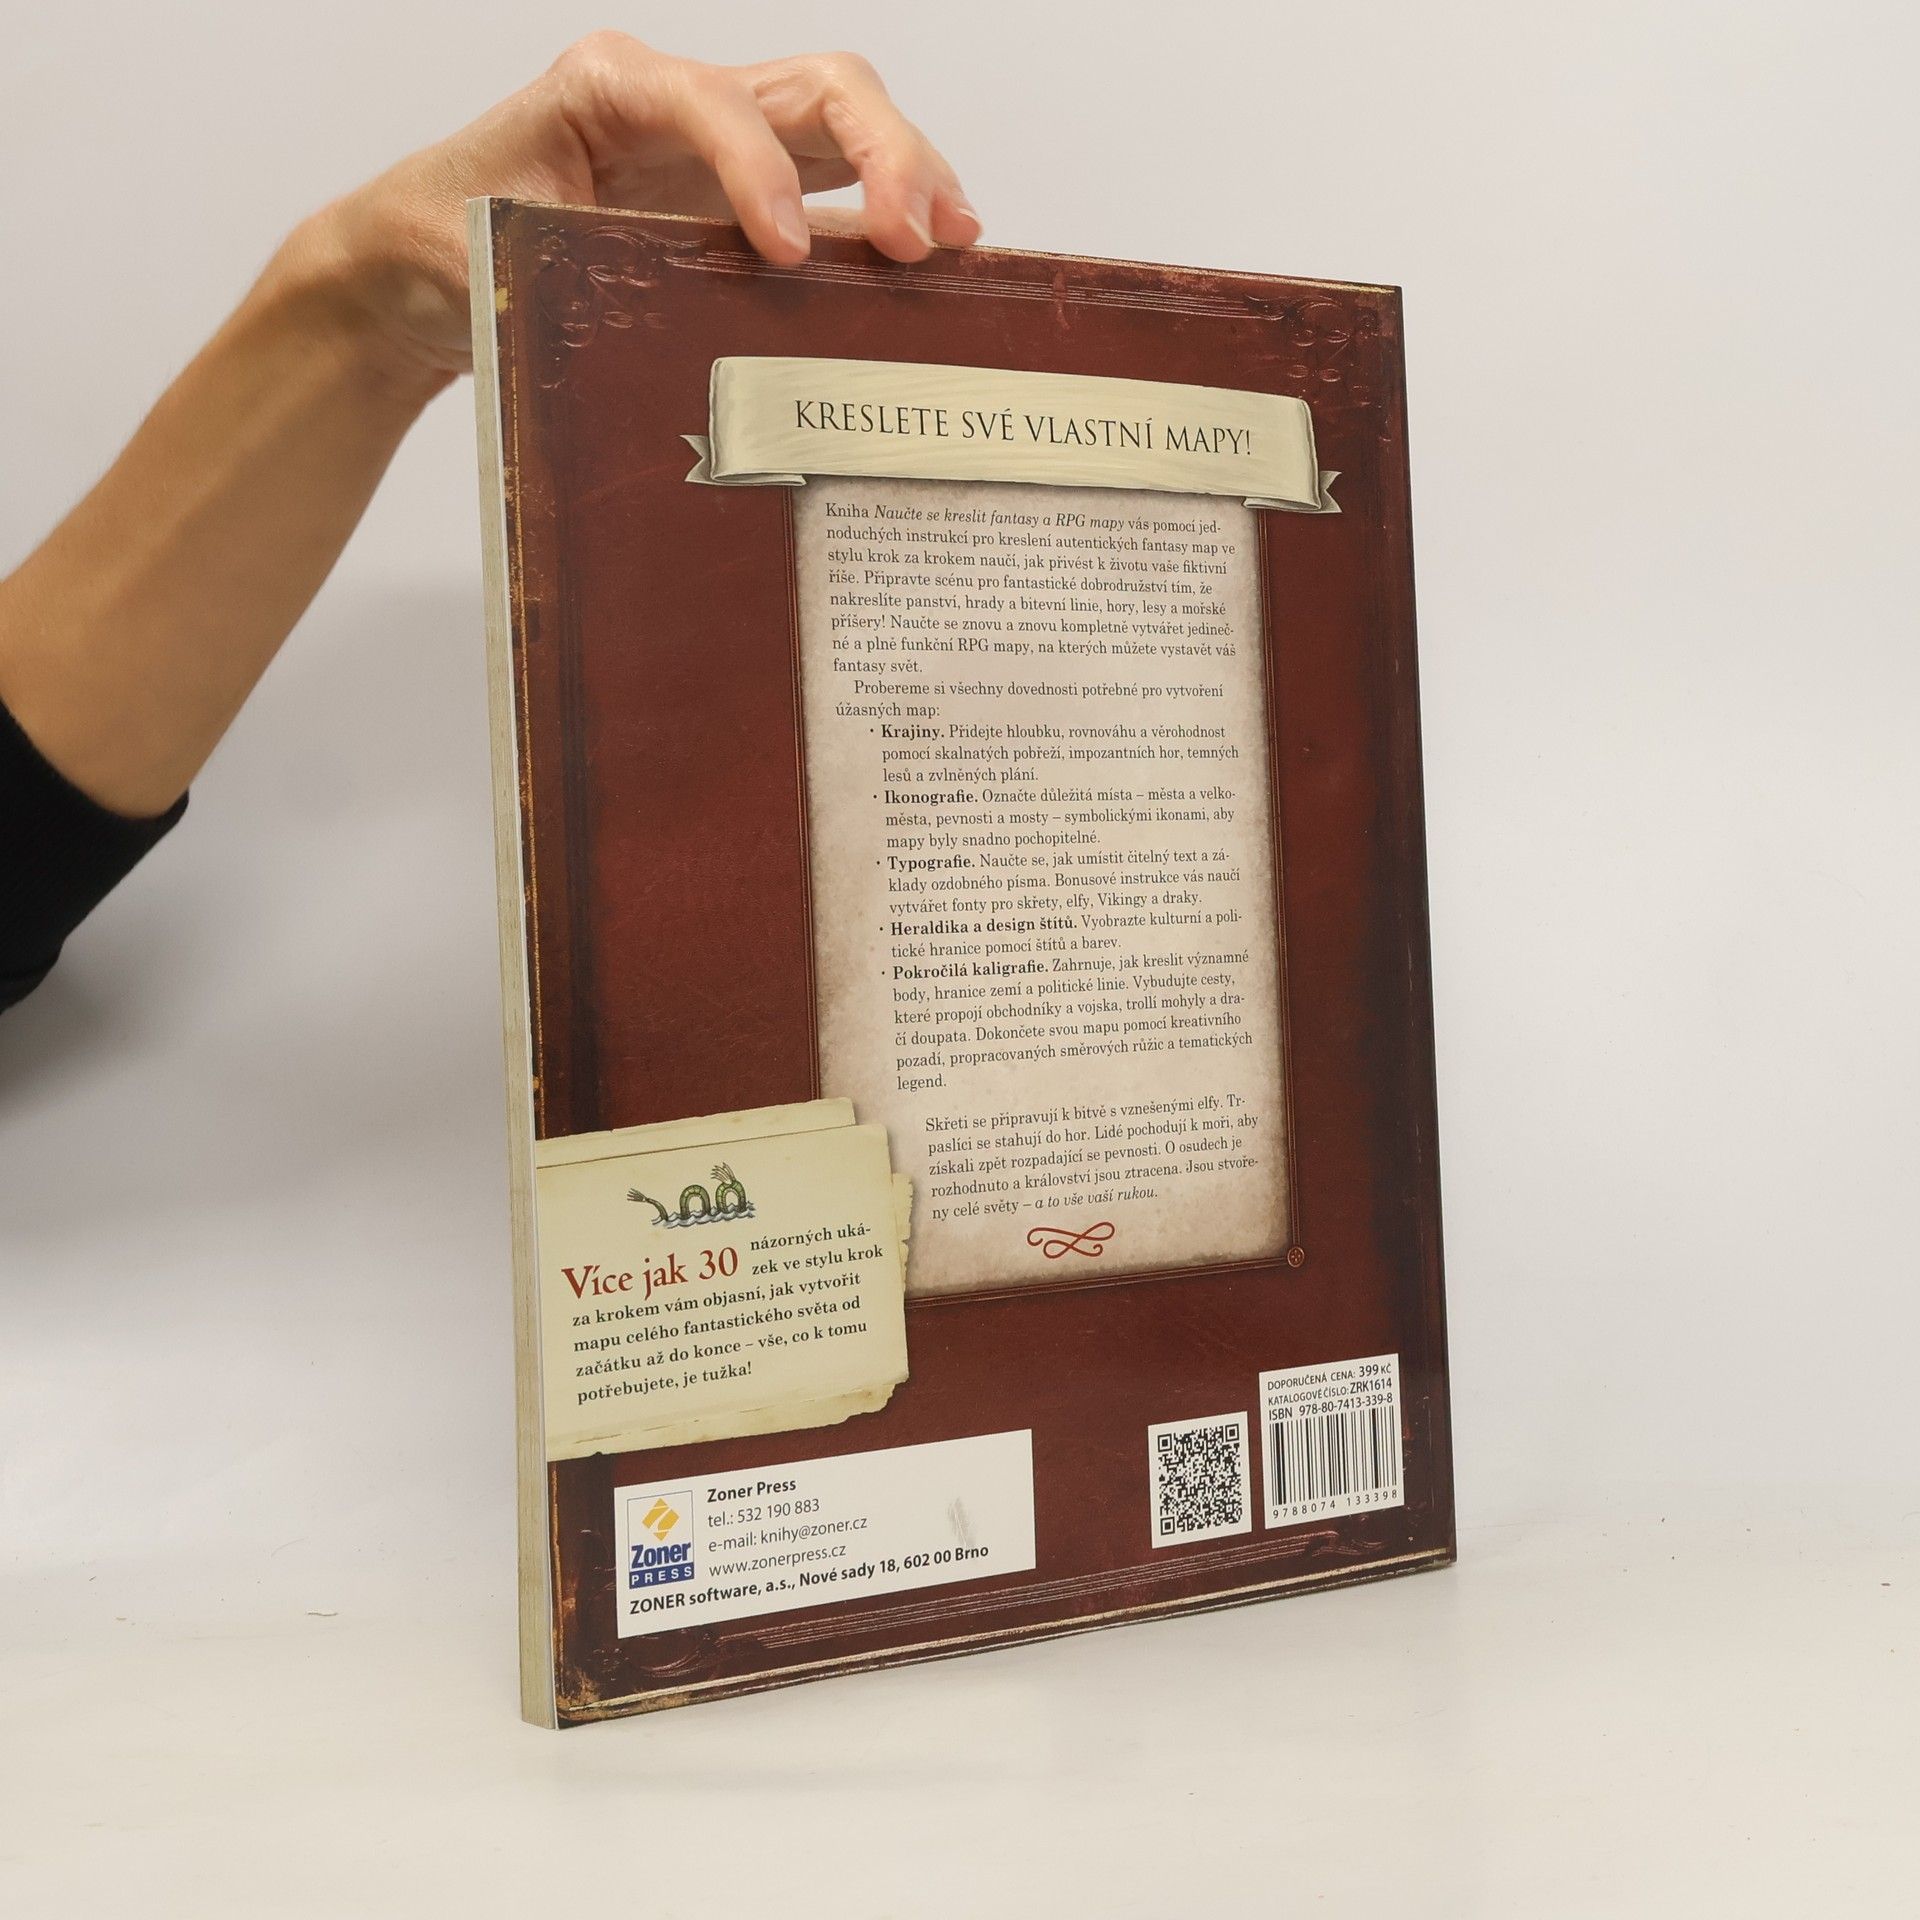 KRESLETE SVÉ VLASTNÍ MAPY!
Kniha Naučte se kreslit fantasy a RPG mapy vás pomocí jed-
noduchých instrukcí pro kreslení autentických fantasy map ve
stylu krok za krokem naučí, jak přivést k životu vaše fiktivní
říše. Připravte scénu pro fantastické dobrodružství tím, že
nakreslíte panství, hrady a bitevní linie, hory, lesy a mořské
příšery! Naučte se znovu a znovu kompletně vytvářet jedineč-
né a plně funkční RPG mapy, na kterých můžete vystavět váš
fantasy svět.
Probereme si všechny dovednosti potřebné pro vytvoření
úžasných map:
• Krajiny. Přidejte hloubku, rovnováhu a věrohodnost
pomocí skalnatých pobřeží, impozantních hor, temných
lesů a zvlněných plání.
• Ikonografie. Označte důležitá místa – města a velko-
města, pevnosti a mosty – symbolickými ikonami, aby
mapy byly snadno pochopitelné.
• Typografie. Naučte se, jak umístit čitelný text a zá-
klady ozdobného písma. Bonusové instrukce vás naučí
vytvářet fonty pro skřety, elfy, Vikingy a draky.
• Heraldika a design štítů. Vyobrazte kulturní a poli-
tické hranice pomocí štítů a barev.
• Pokročilá kaligrafie. Zahrnuje, jak kreslit významné
body, hranice zemí a politické linie. Vybudujte cesty,
které propojí obchodníky a vojska, trollí mohyly a dra-
čí doupata. Dokončete svou mapu pomocí kreativního
pozadí, propracovaných směrových růžic a tematických
legend.
Skřeti se připravují k bitvě s vznešenými elfy. Tr-
paslíci se stahují do hor. Lidé pochodují k moři, aby
získali zpět rozpadající se pevnosti. O osudech je
rozhodnuto a království jsou ztracena. Jsou stvoře-
ny celé světy – a to vše vaší rukou.
Více jak 30 názorných uká-
zek ve stylu krok
za krokem vám objasní, jak vytvořit
mapu celého fantastického světa od
začátku až do konce – vše, co k tomu
potřebujete, je tužka!
Zoner
PRESS
Zoner Press
tel.: 532 190 883
e-mail: knihy@zoner.cz
www.zonerpress.cz
ZONER software, a.s., Nové sady 18, 602 00 Brno
DOPORUČENÁ CENA: 399 KČ
KATALOGOVÉ ČÍSLO: ZRK1614
ISBN 978-80-7413-339-8
9 788074 133398